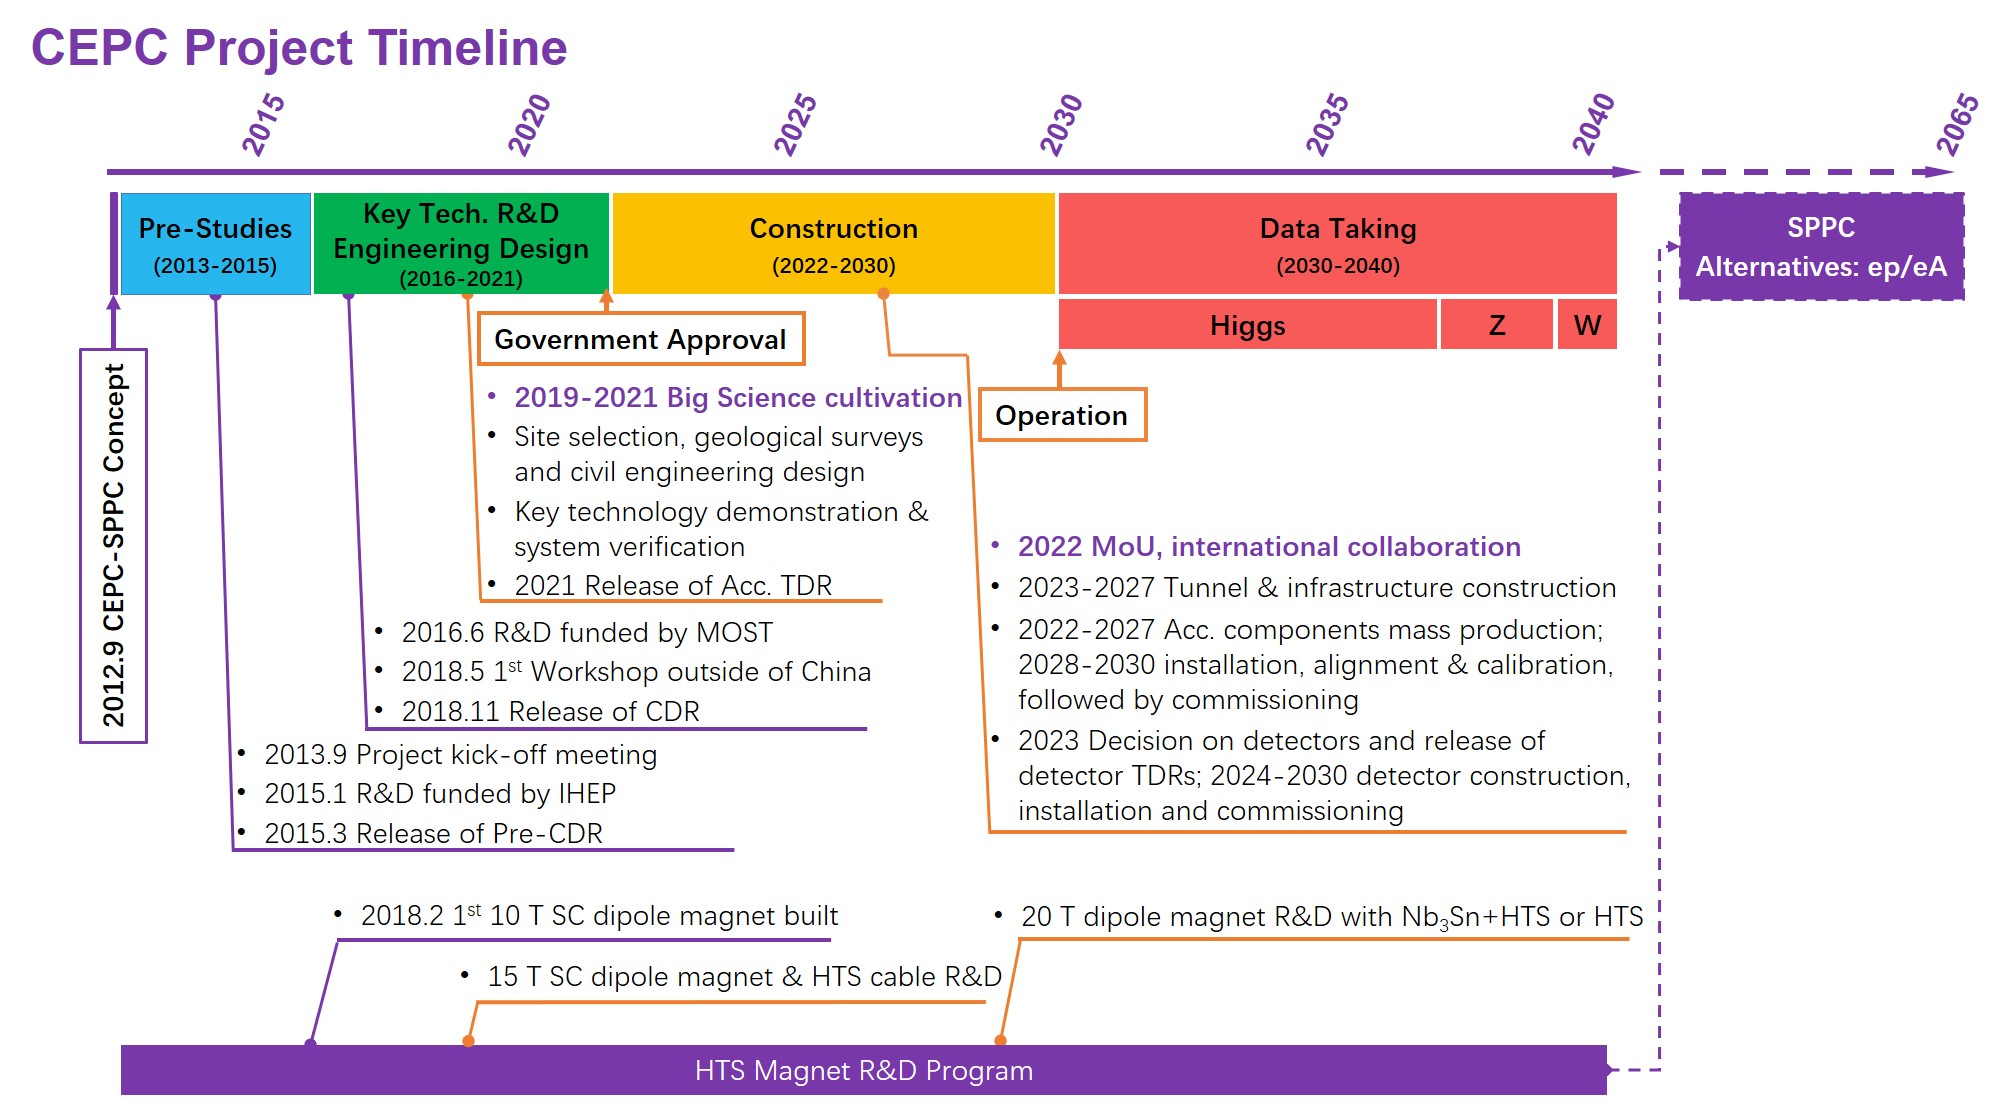 CEPC Project Timeline
2015
2020
2025
2030
2035
2040
2065
Pre-Studies
(2013-2015)
Key Tech. R&D
Engineering Design
(2016-2021)
Construction
(2022-2030)
Data Taking
(2030-2040)
SPPC
Alternatives: ep/eA
Higgs
Z
W
Government Approval
Operation
2012.9 CEPC-SPPC Concept
• 2019-2021 Big Science cultivation
• Site selection, geological surveys
and civil engineering design
• Key technology demonstration &
system verification
• 2021 Release of Acc. TDR
• 2016.6 R&D funded by MOST
• 2018.5 1st Workshop outside of China
• 2018.11 Release of CDR
• 2013.9 Project kick-off meeting
• 2015.1 R&D funded by IHEP
• 2015.3 Release of Pre-CDR
• 2022 MoU, international collaboration
• 2023-2027 Tunnel & infrastructure construction
• 2022-2027 Acc. components mass production;
2028-2030 installation, alignment & calibration,
followed by commissioning
• 2023 Decision on detectors and release of
detector TDRs; 2024-2030 detector construction,
installation and commissioning
• 2018.2 1st 10 T SC dipole magnet built
• 15 T SC dipole magnet & HTS cable R&D
• 20 T dipole magnet R&D with Nb₃Sn+HTS or HTS
HTS Magnet R&D Program